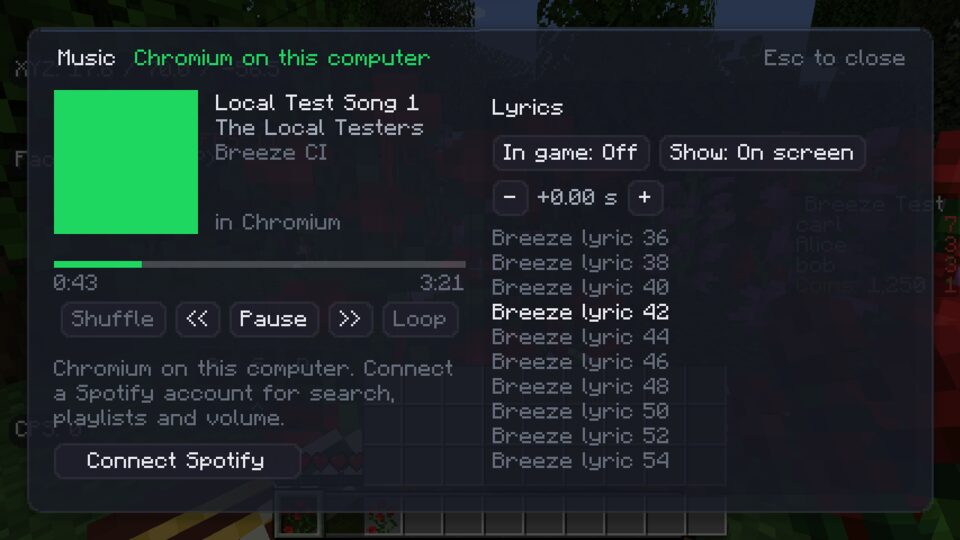 Music Chromium on this computer
Esc to close
Local Test Song 1
The Local Testers
Breeze CI
in Chromium
0:43
3:21
Shuffle
<<
Pause
>>
Loop
Chromium on this computer. Connect
a Spotify account for search,
playlists and volume.
Connect Spotify
Lyrics
In game: Off
Show: On screen
- +0.00 s +
Breeze lyric 36
Breeze lyric 38
Breeze lyric 40
Breeze lyric 42
Breeze lyric 44
Breeze lyric 46
Breeze lyric 48
Breeze lyric 50
Breeze lyric 52
Breeze lyric 54
Breeze Test
carl
Alice
bob
Coins: 1,250